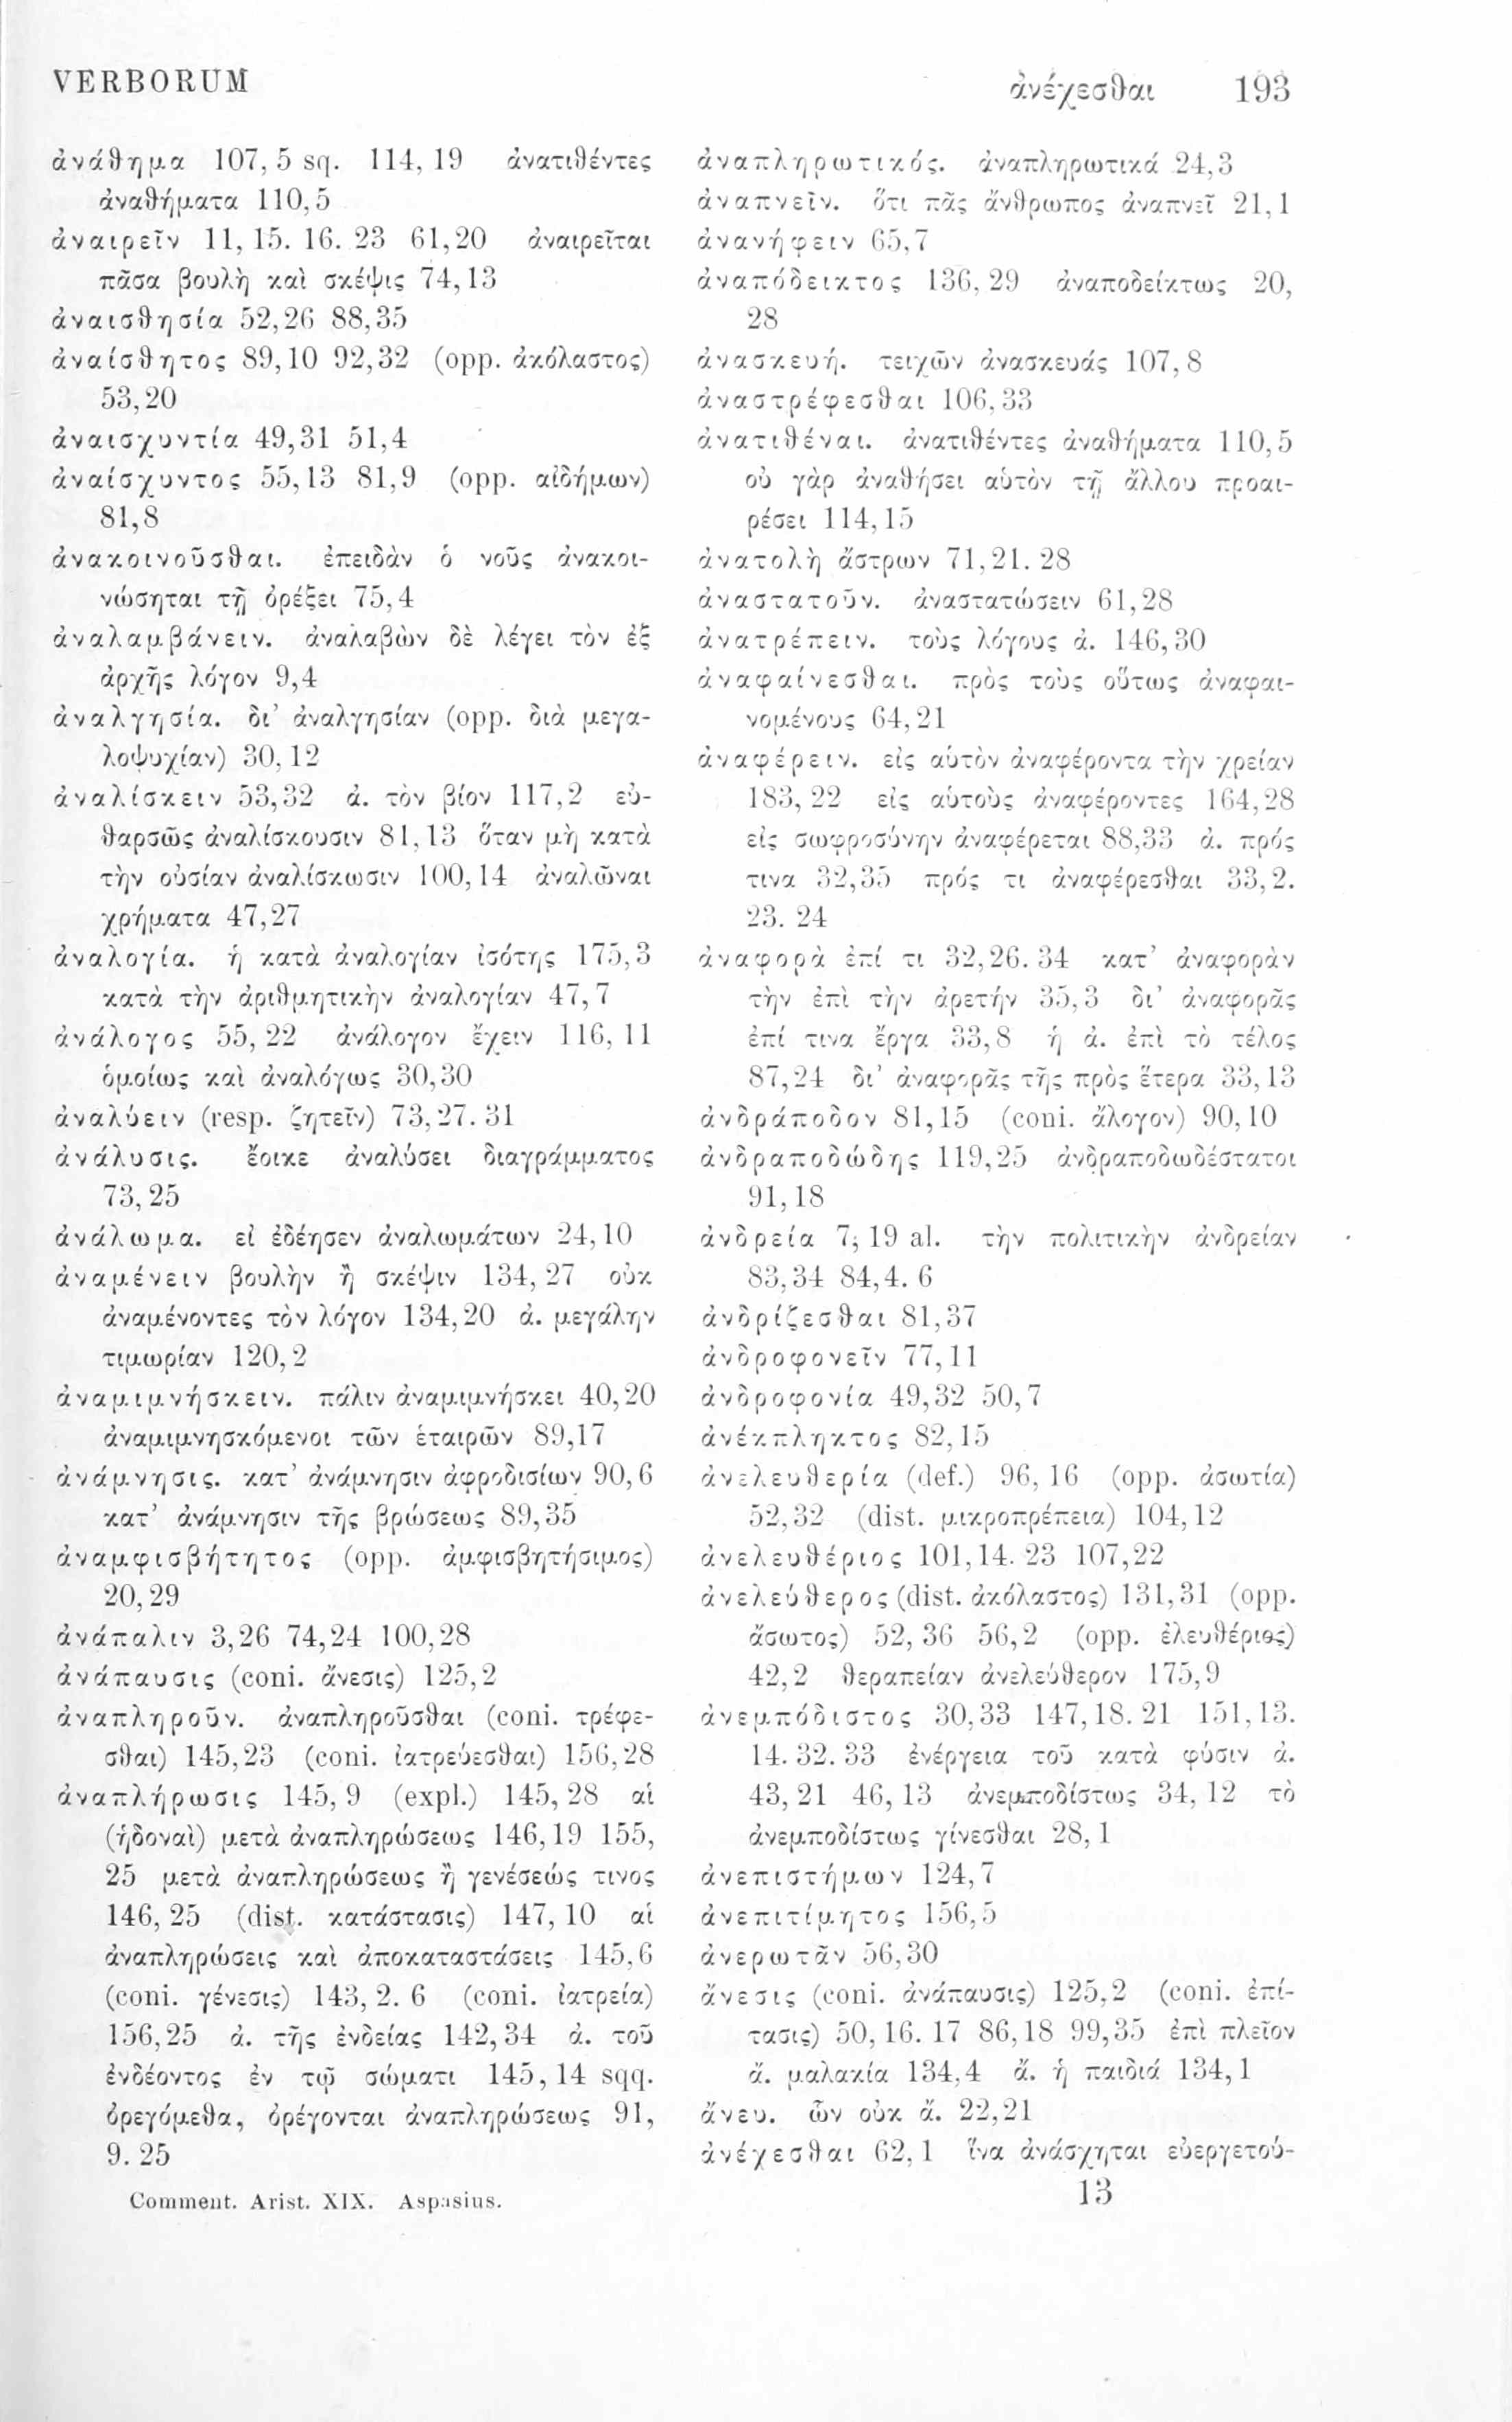 VERBORUM
ἀνέχεσθαι 193
ἀνάθημα 107, 5 sq. 114, 19 ἀνατιθέντες
ἀναθήματα 110, 5
ἀναιρεῖν 11, 15. 16. 23 61,20 ἀναιρεῖται
πᾶσα βουλὴ καὶ σκέψις 74,13
ἀναισθησία 52,26 88,35
ἀναίσθητος 89,10 92,32 (opp. ἀκόλαστος)
53,20
ἀναισχυντία 49,31 51,4
ἀναίσχυντος 55,13 81,9 (opp. αἰδήμων)
81,8
ἀνακοινοῦσθαι. ἐπειδὰν ὁ νοῦς ἀνακοι-
νώσηται τῇ ὀρέξει 75,4
ἀναλαμβάνειν. ἀναλαβὼν δὲ λέγει τὸν ἐξ
ἀρχῆς λόγον 9,4
ἀναλγησία. δι’ ἀναλγησίαν (opp. διὰ μεγα-
λοψυχίαν) 30, 12
ἀναλίσκειν 53,32 ἀ. τὸν βίον 117,2 εὐ-
θαρσῶς ἀναλίσκουσιν 81,13 ὅταν μὴ κατὰ
τὴν οὐσίαν ἀναλίσκωσιν 100,14 ἀναλῶναι
χρήματα 47,27
ἀναλογία. ἡ κατὰ ἀναλογίαν ἰσότης 175,3
κατὰ τὴν ἀριθμητικὴν ἀναλογίαν 47,7
ἀνάλογος 55, 22 ἀνάλογον ἔχειν 116, 11
ὁμοίως καὶ ἀναλόγως 30,30
ἀναλύειν (resp. ζητεῖν) 73,27. 31
ἀνάλυσις. ἔοικε ἀναλύσει διαγράμματος
73,25
ἀνάλωμα. εἰ ἐδέησεν ἀναλωμάτων 24,10
ἀναμένειν βουλὴν ἢ σκέψιν 134, 27 οὐκ
ἀναμένοντες τὸν λόγον 134,20 ἀ. μεγάλην
τιμωρίαν 120,2
ἀναμιμνήσκειν. πάλιν ἀναμιμνήσκει 40,20
ἀναμιμνησκόμενοι τῶν ἑταιρῶν 89,17
ἀνάμνησις. κατ’ ἀνάμνησιν ἀφροδισίων 90,6
κατ’ ἀνάμνησιν τῆς βρώσεως 89,35
ἀναμφισβήτητος (opp. ἀμφισβητήσιμος)
20,29
ἀνάπαλιν 3,26 74,24 100,28
ἀνάπαυσις (coni. ἄνεσις) 125,2
ἀναπληροῦν. ἀναπληροῦσθαι (coni. τρέφε-
σθαι) 145,23 (coni. ἰατρεύεσθαι) 156,28
ἀναπλήρωσις 145, 9 (expl.) 145, 28 αἱ
(ἡδοναὶ) μετὰ ἀναπληρώσεως 146,19 155,
25 μετὰ ἀναπληρώσεως ἢ γενέσεώς τινος
146, 25 (dist. κατάστασις) 147, 10 αἱ
ἀναπληρώσεις καὶ ἀποκαταστάσεις 145,6
(coni. γένεσις) 143, 2. 6 (coni. ἰατρεία)
156,25 ἀ. τῆς ἐνδείας 142,34 ἀ. τοῦ
ἐνδέοντος ἐν τῷ σώματι 145, 14 sqq.
ὀρεγόμεθα, ὀρέγονται ἀναπληρώσεως 91,
9. 25
ἀναπληρωτικός. ἀναπληρωτικά 24,3
ἀναπνεῖν. ὅτι πᾶς ἄνθρωπος ἀναπνεῖ 21,1
ἀνανήφειν 65,7
ἀναπόδεικτος 136, 29 ἀναποδείκτως 20,
28
ἀνασκευή. τειχῶν ἀνασκευάς 107, 8
ἀναστρέφεσθαι 106,33
ἀνατιθέναι. ἀνατιθέντες ἀναθήματα 110,5
οὐ γὰρ ἀναθήσει αὑτὸν τῇ ἄλλου προαι-
ρέσει 114,15
ἀνατολὴ ἄστρων 71,21. 28
ἀναστατοῦν. ἀναστατώσειν 61,28
ἀνατρέπειν. τοὺς λόγους ἀ. 146,30
ἀναφαίνεσθαι. πρὸς τοὺς οὕτως ἀναφαι-
νομένους 64,21
ἀναφέρειν. εἰς αὑτὸν ἀναφέροντα τὴν χρείαν
183, 22 εἰς αὑτοὺς ἀναφέροντες 164,28
εἰς σωφροσύνην ἀναφέρεται 88,33 ἀ. πρός
τινα 32,35 πρός τι ἀναφέρεσθαι 33,2.
23. 24
ἀναφορὰ ἐπί τι 32,26. 34 κατ’ ἀναφορὰν
τὴν ἐπὶ τὴν ἀρετήν 35,3 δι’ ἀναφορᾶς
ἐπί τινα ἔργα 33,8 ἡ ἀ. ἐπὶ τὸ τέλος
87,24 δι’ ἀναφορᾶς τῆς πρὸς ἕτερα 33,13
ἀνδράποδον 81,15 (coni. ἄλογον) 90,10
ἀνδραποδώδης 119,25 ἀνδραποδωδέστατοι
91, 18
ἀνδρεία 7, 19 al. τὴν πολιτικὴν ἀνδρείαν
83,34 84,4. 6
ἀνδρίζεσθαι 81,37
ἀνδροφονεῖν 77,11
ἀνδροφονία 49,32 50,7
ἀνέκπληκτος 82,15
ἀνελευθερία (def.) 96, 16 (opp. ἀσωτία)
52,32 (dist. μικροπρέπεια) 104,12
ἀνελευθέριος 101,14. 23 107,22
ἀνελεύθερος (dist. ἀκόλαστος) 131,31 (opp.
ἄσωτος) 52, 36 56,2 (opp. ἐλευθέριος)
42,2 θεραπείαν ἀνελεύθερον 175,9
ἀνεμπόδιστος 30,33 147,18. 21 151,13.
14. 32. 33 ἐνέργεια τοῦ κατὰ φύσιν ἀ.
43, 21 46, 13 ἀνεμποδίστως 34, 12 τὸ
ἀνεμποδίστως γίνεσθαι 28, 1
ἀνεπιστήμων 124,7
ἀνεπιτίμητος 156,5
ἀνερωτᾶν 56,30
ἄνεσις (coni. ἀνάπαυσις) 125,2 (coni. ἐπί-
τασις) 50, 16. 17 86,18 99,35 ἐπὶ πλεῖον
ἄ. μαλακία 134,4 ἄ. ἡ παιδιά 134,1
ἄνευ. ὧν οὐκ ἄ. 22,21
ἀνέχεσθαι 62, 1 ἵνα ἀνάσχηται εὐεργετού-
Comment. Arist. XIX. Aspasius.
13